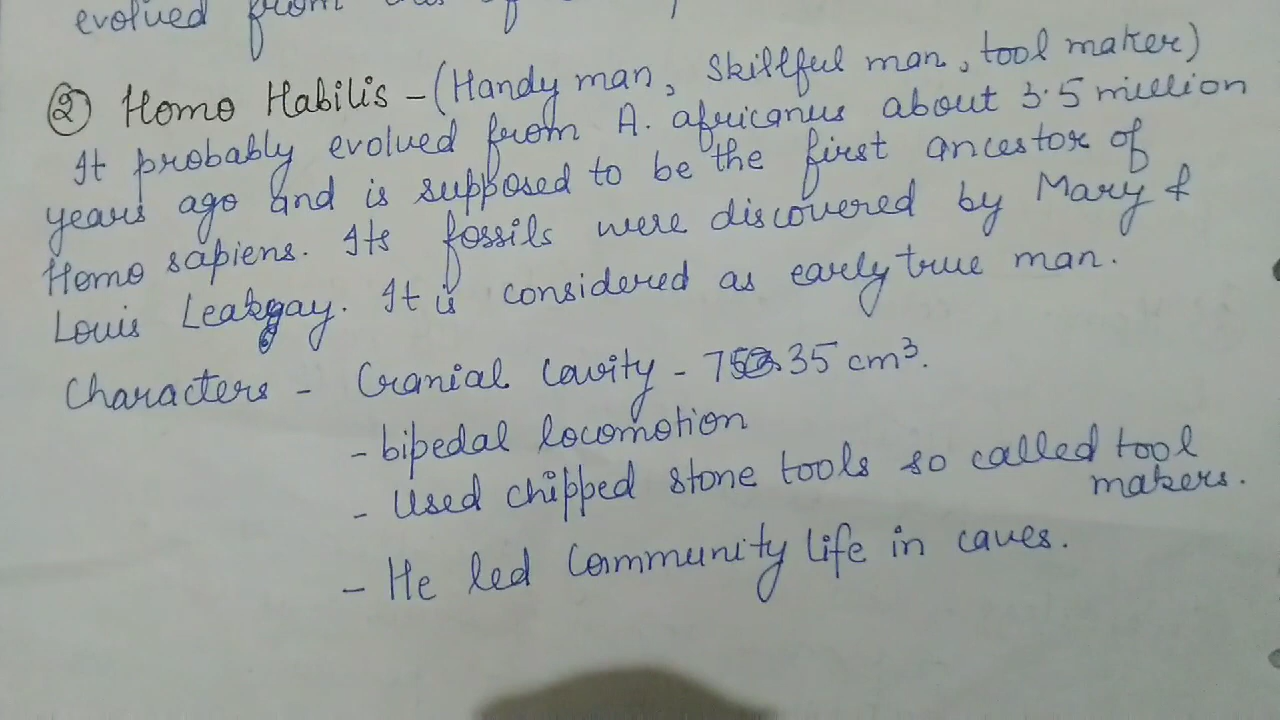 evolved from
② Homo Habilis - (Handy man, Skillful man, tool maker)
It probably evolved from A. africanus about 3.5 million
years ago and is supposed to be the first ancestor of
Homo sapiens. Its fossils were discovered by Mary &
Louis Leakgay. It is considered as early true man.
Characters - Cranial Cavity - 735 cm³.
- bipedal locomotion
- Used chipped stone tools so called tool
makers.
- He led Community life in caves.